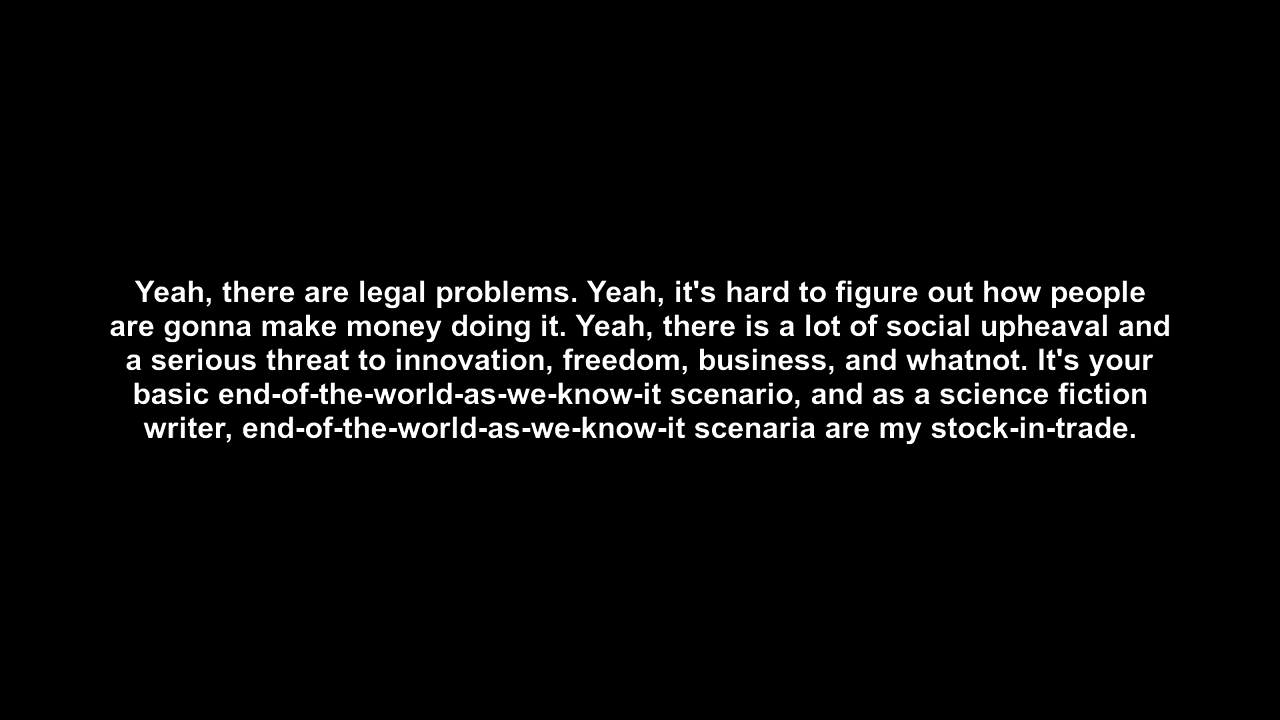 Yeah, there are legal problems. Yeah, it's hard to figure out how people
are gonna make money doing it. Yeah, there is a lot of social upheaval and
a serious threat to innovation, freedom, business, and whatnot. It's your
basic end-of-the-world-as-we-know-it scenario, and as a science fiction
writer, end-of-the-world-as-we-know-it scenaria are my stock-in-trade.